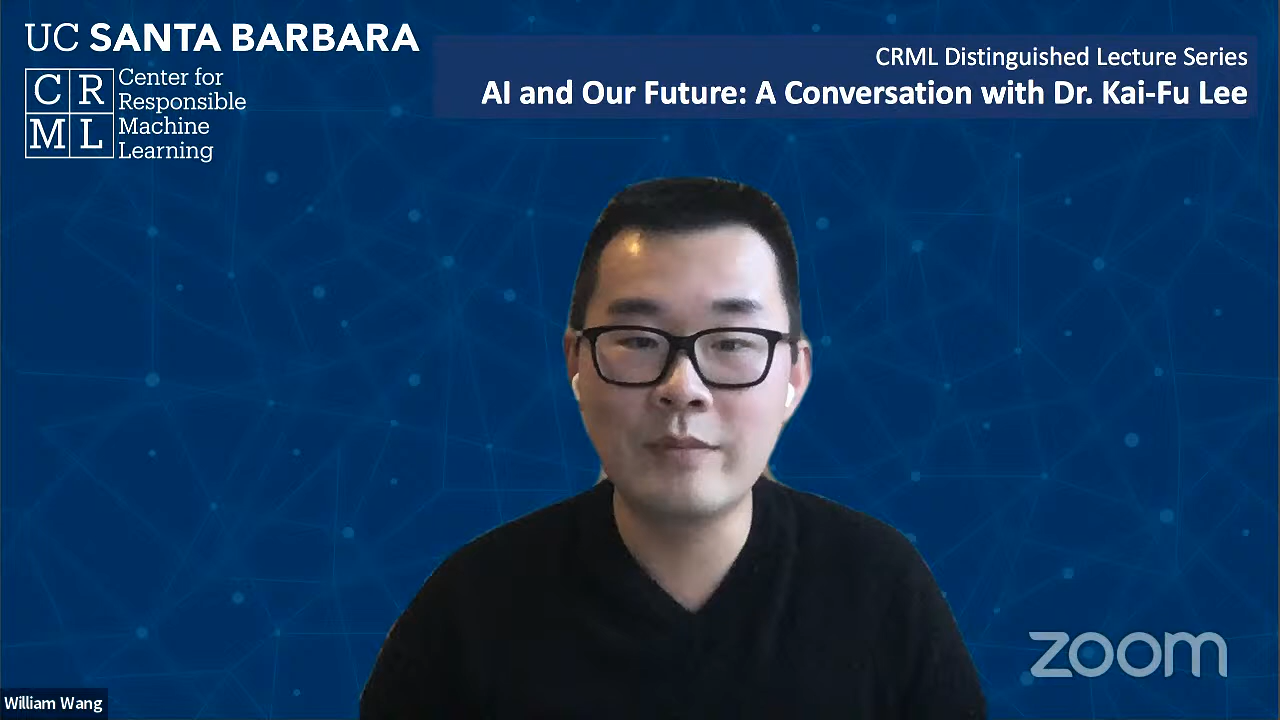 UC SANTA BARBARA
C R
M L
Center for
Responsible
Machine
Learning
CRML Distinguished Lecture Series
AI and Our Future: A Conversation with Dr. Kai-Fu Lee
zoom
William Wang